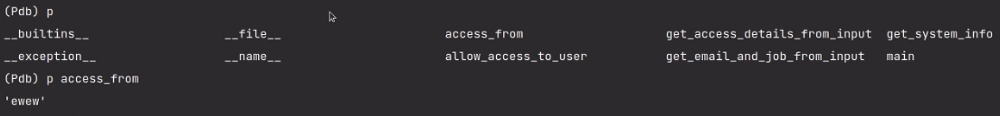 (Pdb) p
__builtins__ __file__ access_from get_access_details_from_input get_system_info
__exception__ __name__ allow_access_to_user get_email_and_job_from_input main
(Pdb) p access_from
'ewew'